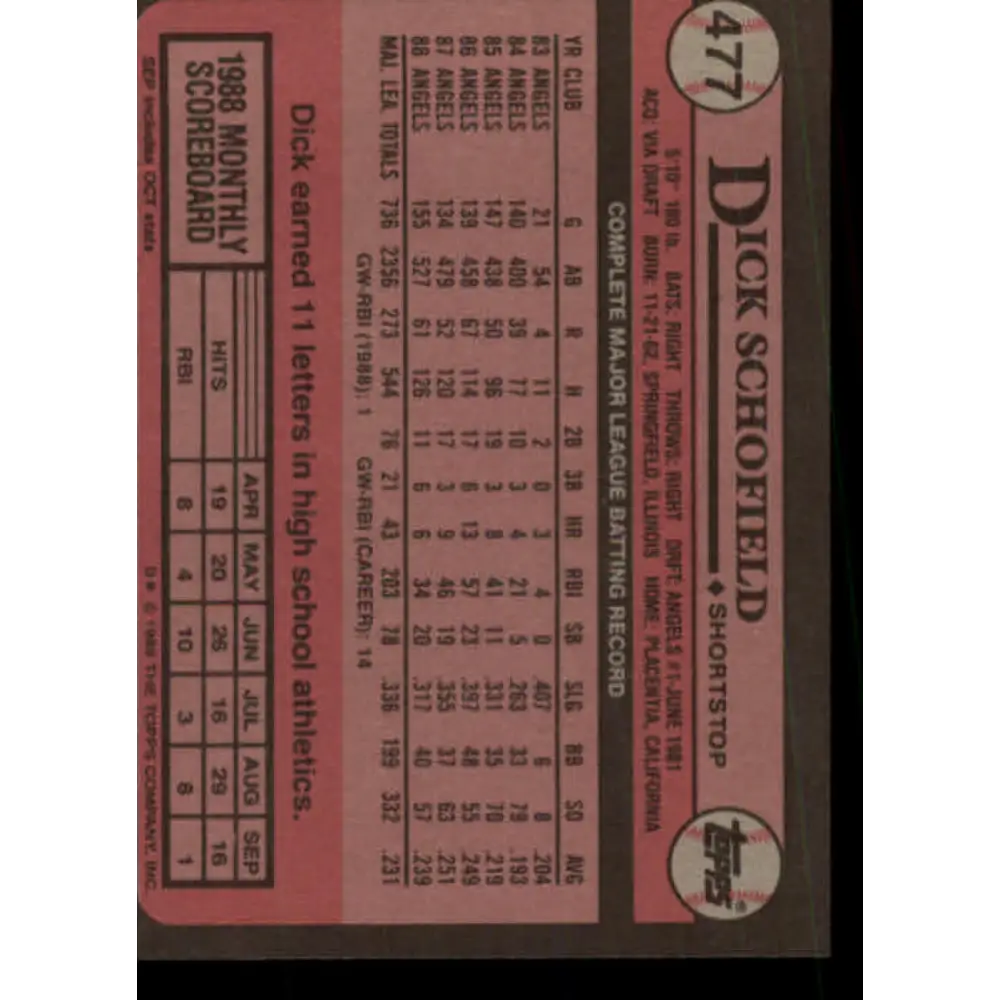 477
DICK SCHOFIELD ♦ SHORTSTOP
topps®
5'10" 180 lb. BATS: RIGHT THROWS: RIGHT DRFT: ANGELS #1-JUNE 1981
ACQ: VIA DRAFT BORN: 11-21-62, SPRINGFIELD, ILLINOIS HOME: PLACENTIA, CALIFORNIA
COMPLETE MAJOR LEAGUE BATTING RECORD
YR CLUB G AB R H 2B 3B HR RBI SB SLG BB SO AVG
83 ANGELS 21 54 4 11 2 0 3 4 0 .407 6 8 .204
84 ANGELS 140 400 39 77 10 3 4 21 5 .263 33 79 .193
85 ANGELS 147 438 50 96 19 3 8 41 11 .331 35 70 .219
86 ANGELS 139 458 67 114 17 6 13 57 23 .397 48 55 .249
87 ANGELS 134 479 52 120 17 3 9 46 19 .355 37 63 .251
88 ANGELS 155 527 61 126 11 6 6 34 20 .317 40 57 .239
MAJ. LEA. TOTALS 736 2356 273 544 76 21 43 203 78 .336 199 332 .231
GW-RBI (1988): 1 GW-RBI (CAREER): 14
Dick earned 11 letters in high school athletics.
1988 MONTHLY
SCOREBOARD
APR MAY JUN JUL AUG SEP
HITS 19 20 26 16 29 16
RBI 8 4 10 3 8 1
SEP includes OCT stats
D* © 1989 THE TOPPS COMPANY, INC.